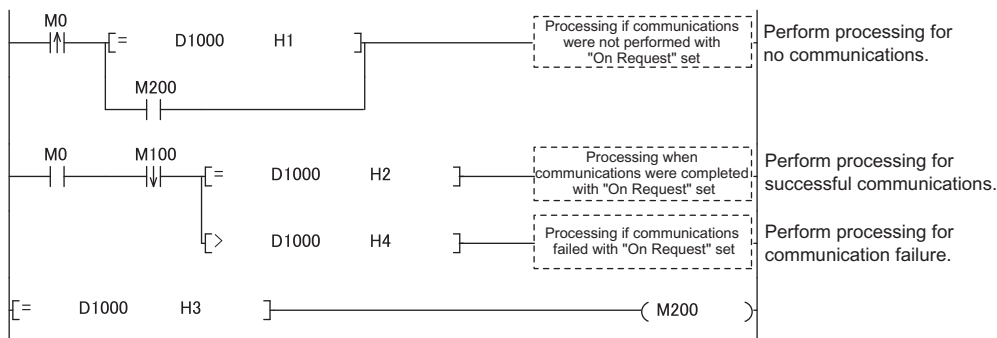 M0
[= D1000 H1 ]
Processing if communications
were not performed with
"On Request" set
Perform processing for
no communications.
M200
M0 M100
[= D1000 H2 ]
Processing when
communications were completed
with "On Request" set
Perform processing for
successful communications.
[> D1000 H4 ]
Processing if communications
failed with "On Request" set
Perform processing for
communication failure.
[= D1000 H3 ]
( M200 )